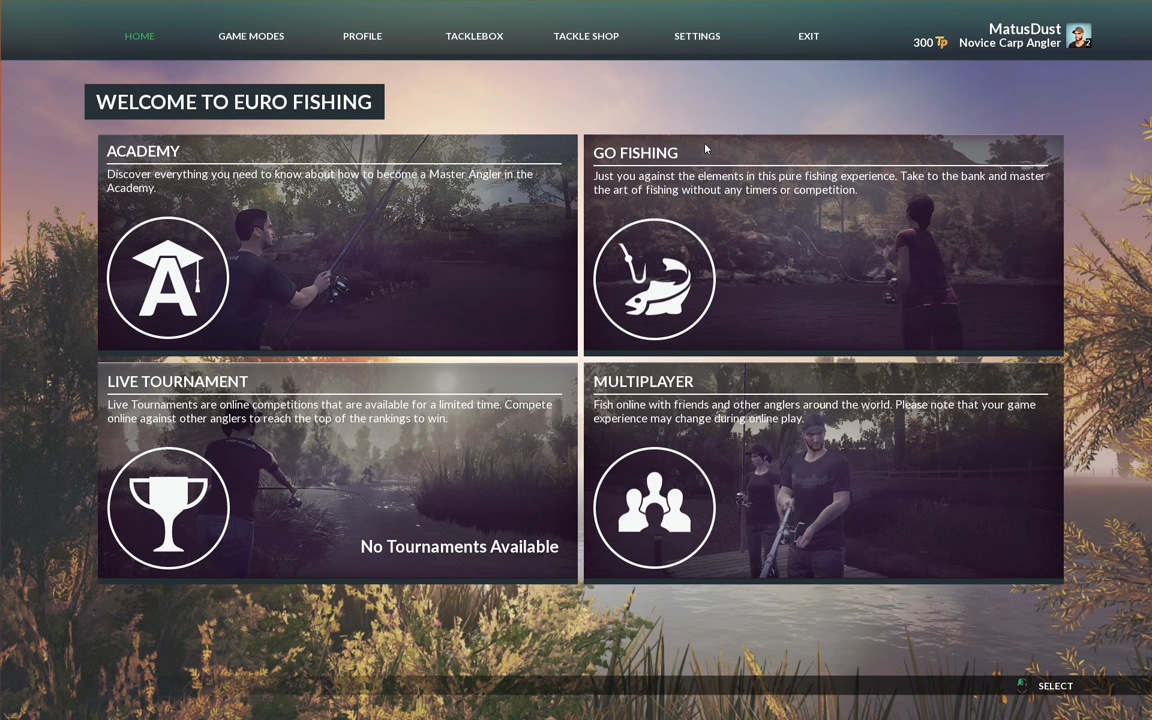 HOME GAME MODES PROFILE TACKLEBOX TACKLE SHOP SETTINGS EXIT
MatusDust
300 Tp Novice Carp Angler 2
WELCOME TO EURO FISHING
ACADEMY
Discover everything you need to know about how to become a Master Angler in the
Academy.
A
GO FISHING
Just you against the elements in this pure fishing experience. Take to the bank and master
the art of fishing without any timers or competition.
LIVE TOURNAMENT
Live Tournaments are online competitions that are available for a limited time. Compete
online against other anglers to reach the top of the rankings to win.
No Tournaments Available
MULTIPLAYER
Fish online with friends and other anglers around the world. Please note that your game
experience may change during online play.
SELECT